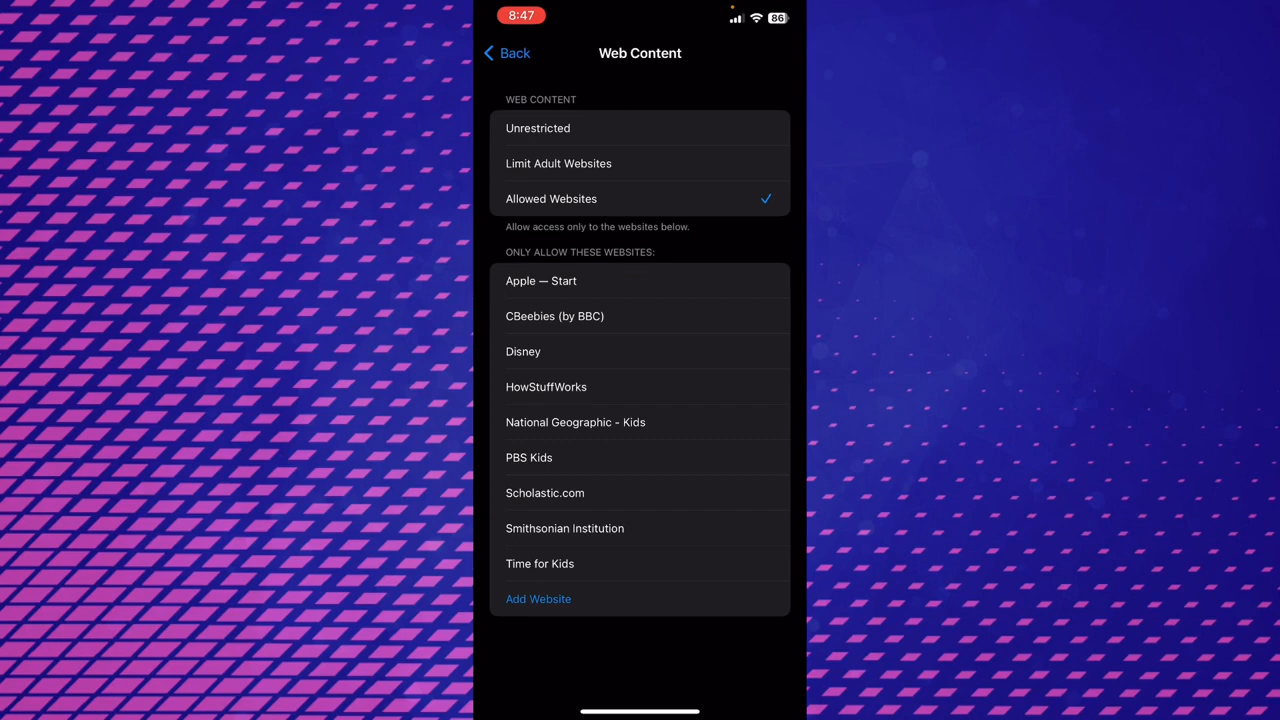 8:47
86
Back
Web Content
WEB CONTENT
Unrestricted
Limit Adult Websites
Allowed Websites
Allow access only to the websites below.
ONLY ALLOW THESE WEBSITES:
Apple — Start
CBeebies (by BBC)
Disney
HowStuffWorks
National Geographic - Kids
PBS Kids
Scholastic.com
Smithsonian Institution
Time for Kids
Add Website